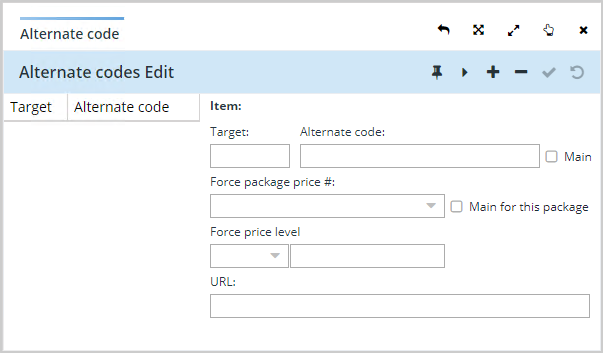 Alternate code
Alternate codes Edit
Target Alternate code
Item:
Target: Alternate code:
Main
Force package price #:
Main for this package
Force price level
URL: